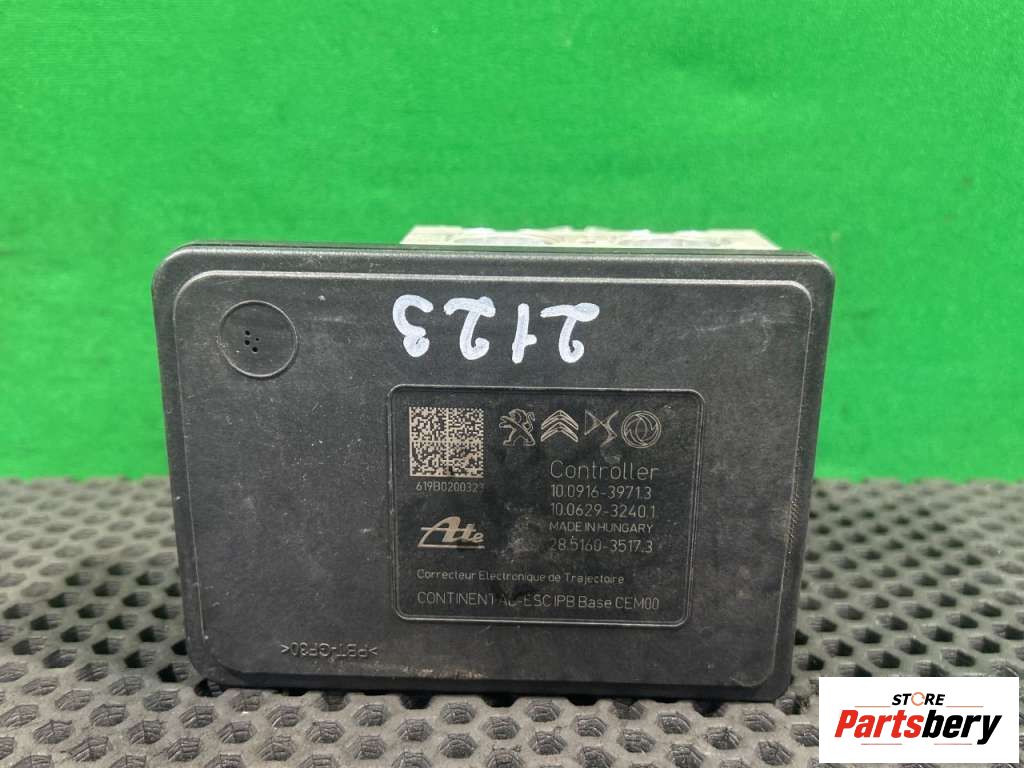 2123
Controller
619B0200323
10.0916-3971.3
10.0629-3240.1
MADE IN HUNGARY
Ate
28.5160-3517.3
Correcteur Electronique de Trajectoire
CONTINENTAL-ESC IPB Base CEM00
>PBT-GF30<
STORE
Partsbery